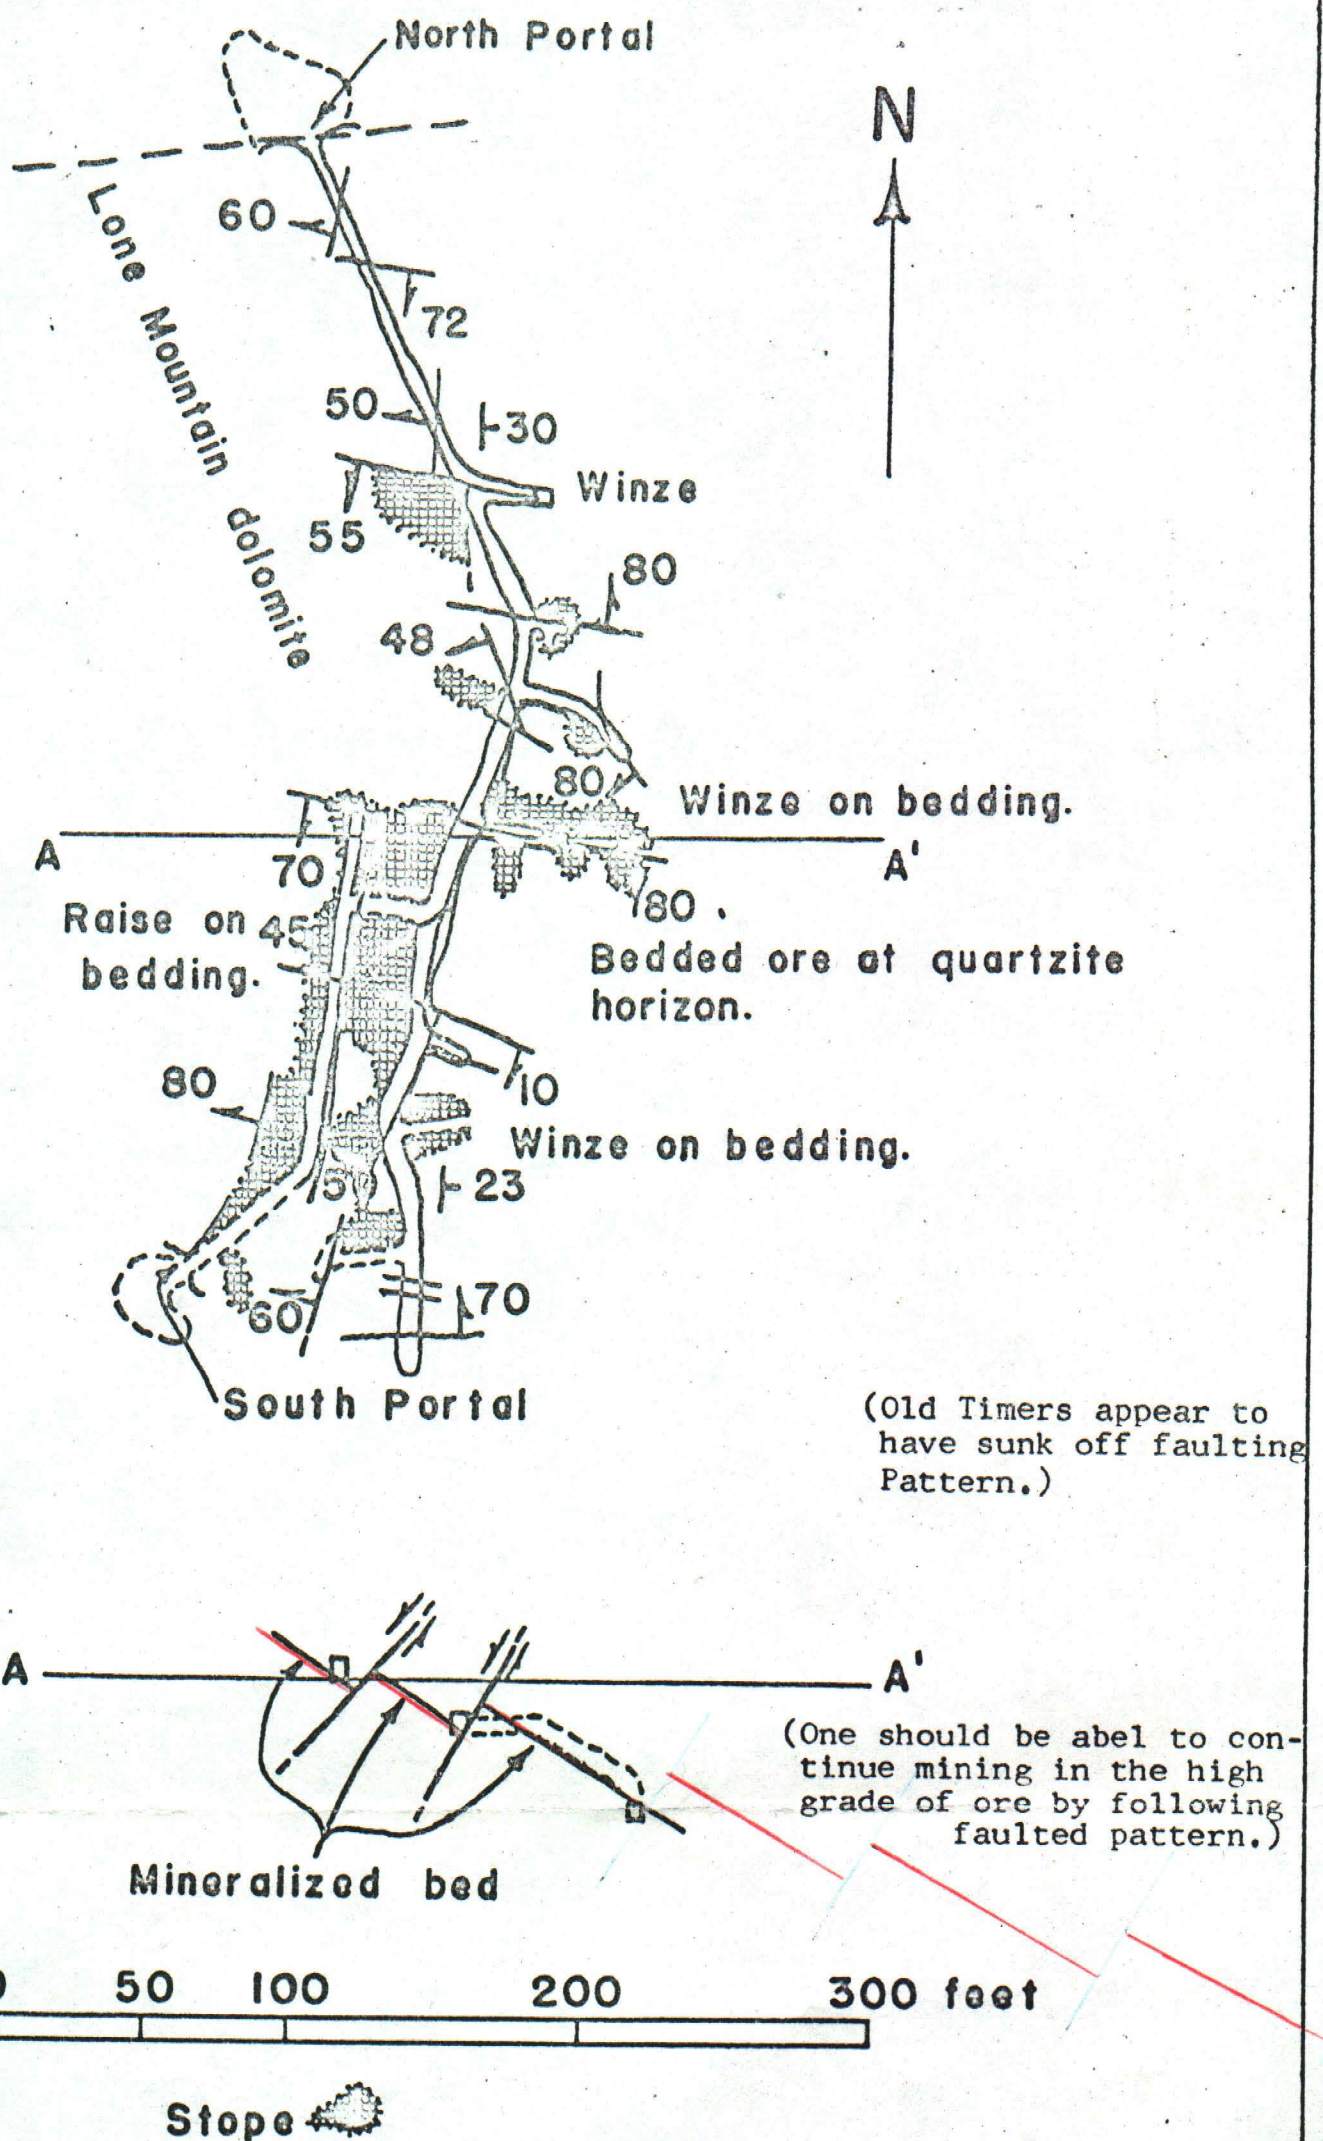 North Portal
N
60
Lone Mountain dolomite
72
50
30
Winze
55
80
48
80
Winze on bedding.
A
A'
70
80
Raise on
45
bedding.
Bedded ore at quartzite
horizon.
80
10
Winze on bedding.
23
60
70
South Portal
(Old Timers appear to
have sunk off faulting
Pattern.)
A
A'
(One should be abel to con-
tinue mining in the high
grade of ore by following
faulted pattern.)
Mineralized bed
50 100 200 300 feet
Stope